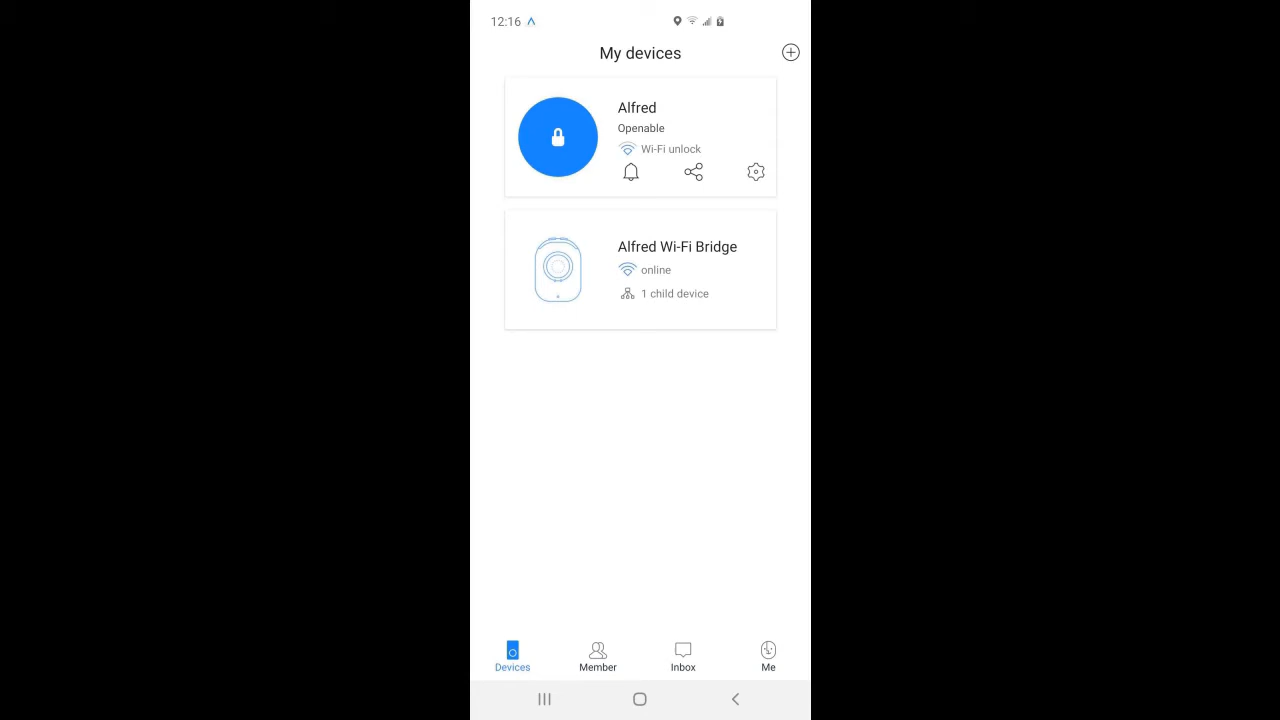 12:16
My devices
Alfred
Openable
Wi-Fi unlock
Alfred Wi-Fi Bridge
online
1 child device
Devices
Member
Inbox
Me